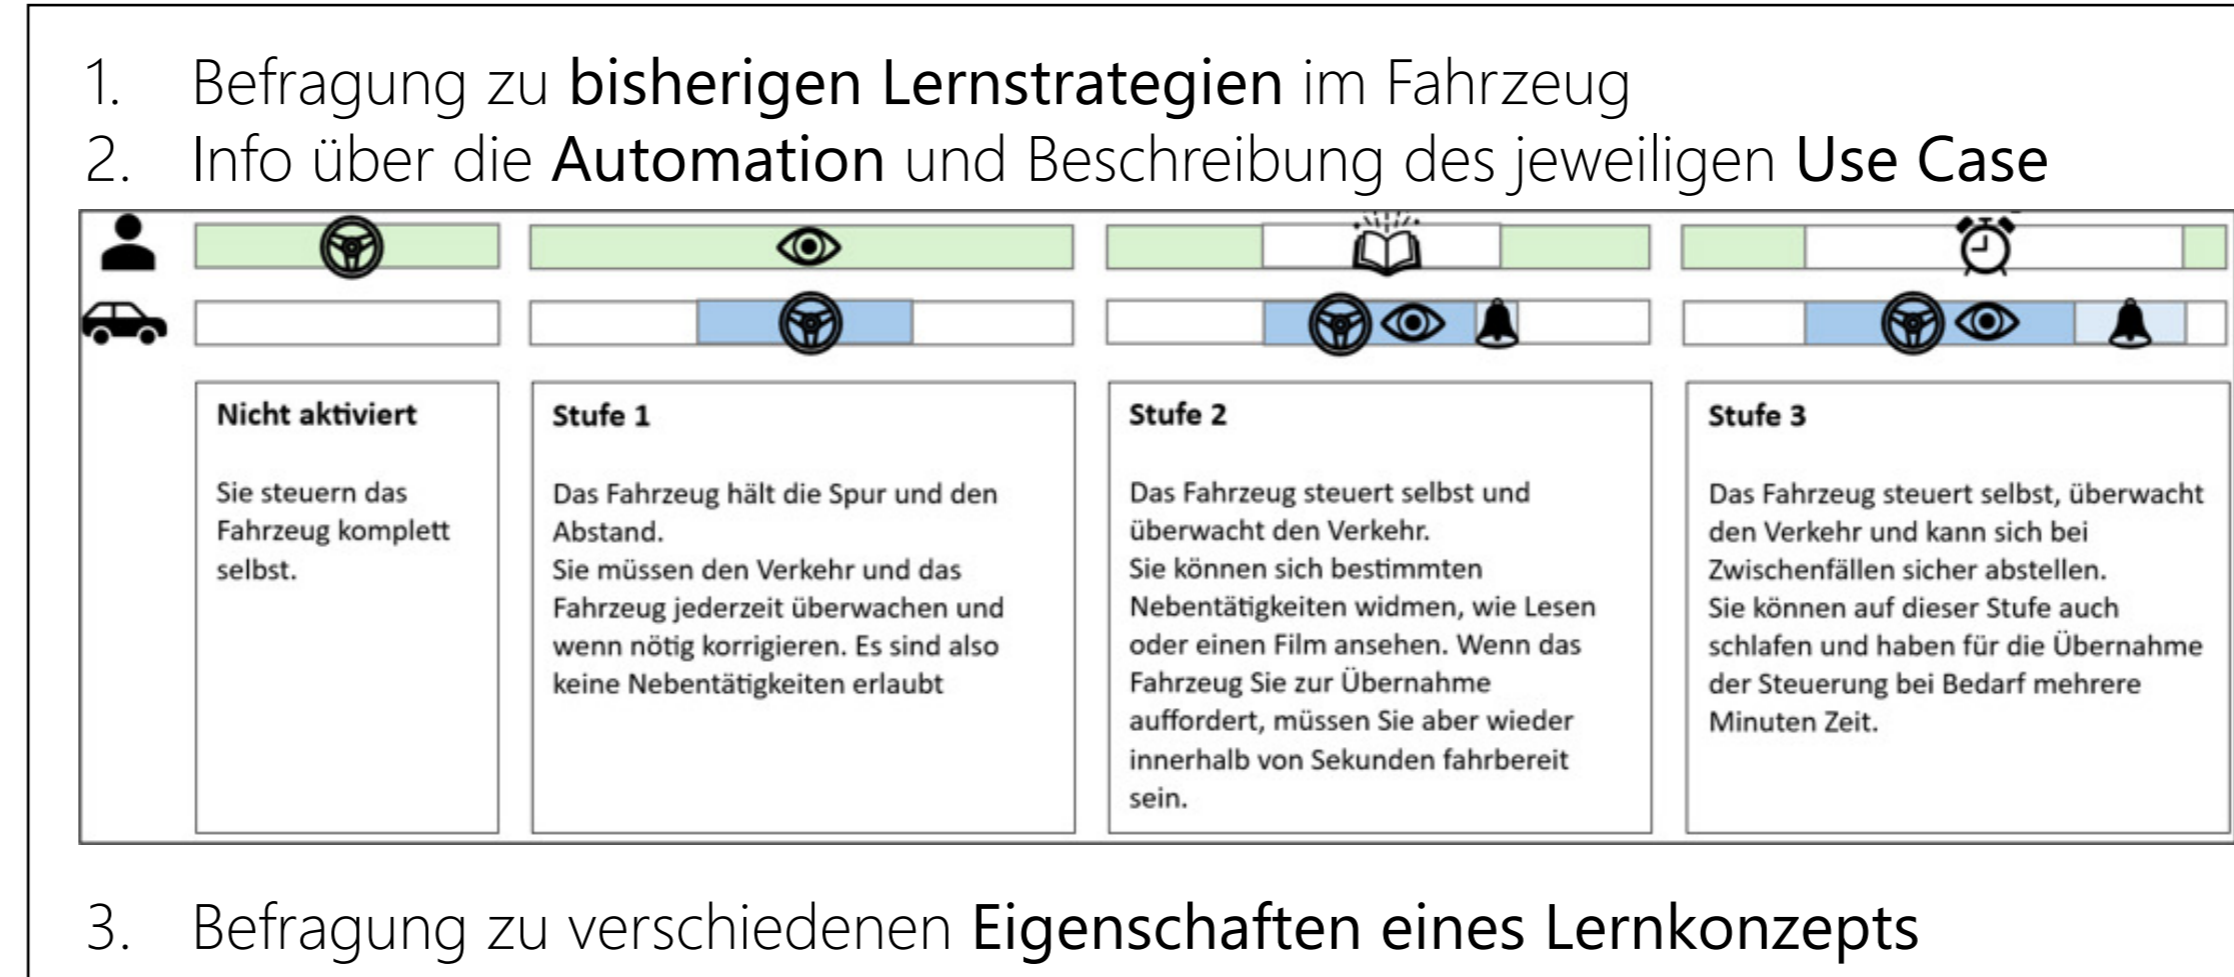 1. Befragung zu bisherigen Lernstrategien im Fahrzeug
2. Info über die Automation und Beschreibung des jeweiligen Use Case
Nicht aktiviert
Sie steuern das
Fahrzeug komplett
selbst.
Stufe 1
Das Fahrzeug hält die Spur und den
Abstand.
Sie müssen den Verkehr und das
Fahrzeug jederzeit überwachen und
wenn nötig korrigieren. Es sind also
keine Nebentätigkeiten erlaubt
Stufe 2
Das Fahrzeug steuert selbst und
überwacht den Verkehr.
Sie können sich bestimmten
Nebentätigkeiten widmen, wie Lesen
oder einen Film ansehen. Wenn das
Fahrzeug Sie zur Übernahme
auffordert, müssen Sie aber wieder
innerhalb von Sekunden fahrbereit
sein.
Stufe 3
Das Fahrzeug steuert selbst, überwacht
den Verkehr und kann sich bei
Zwischenfällen sicher abstellen.
Sie können auf dieser Stufe auch
schlafen und haben für die Übernahme
der Steuerung bei Bedarf mehrere
Minuten Zeit.
3. Befragung zu verschiedenen Eigenschaften eines Lernkonzepts